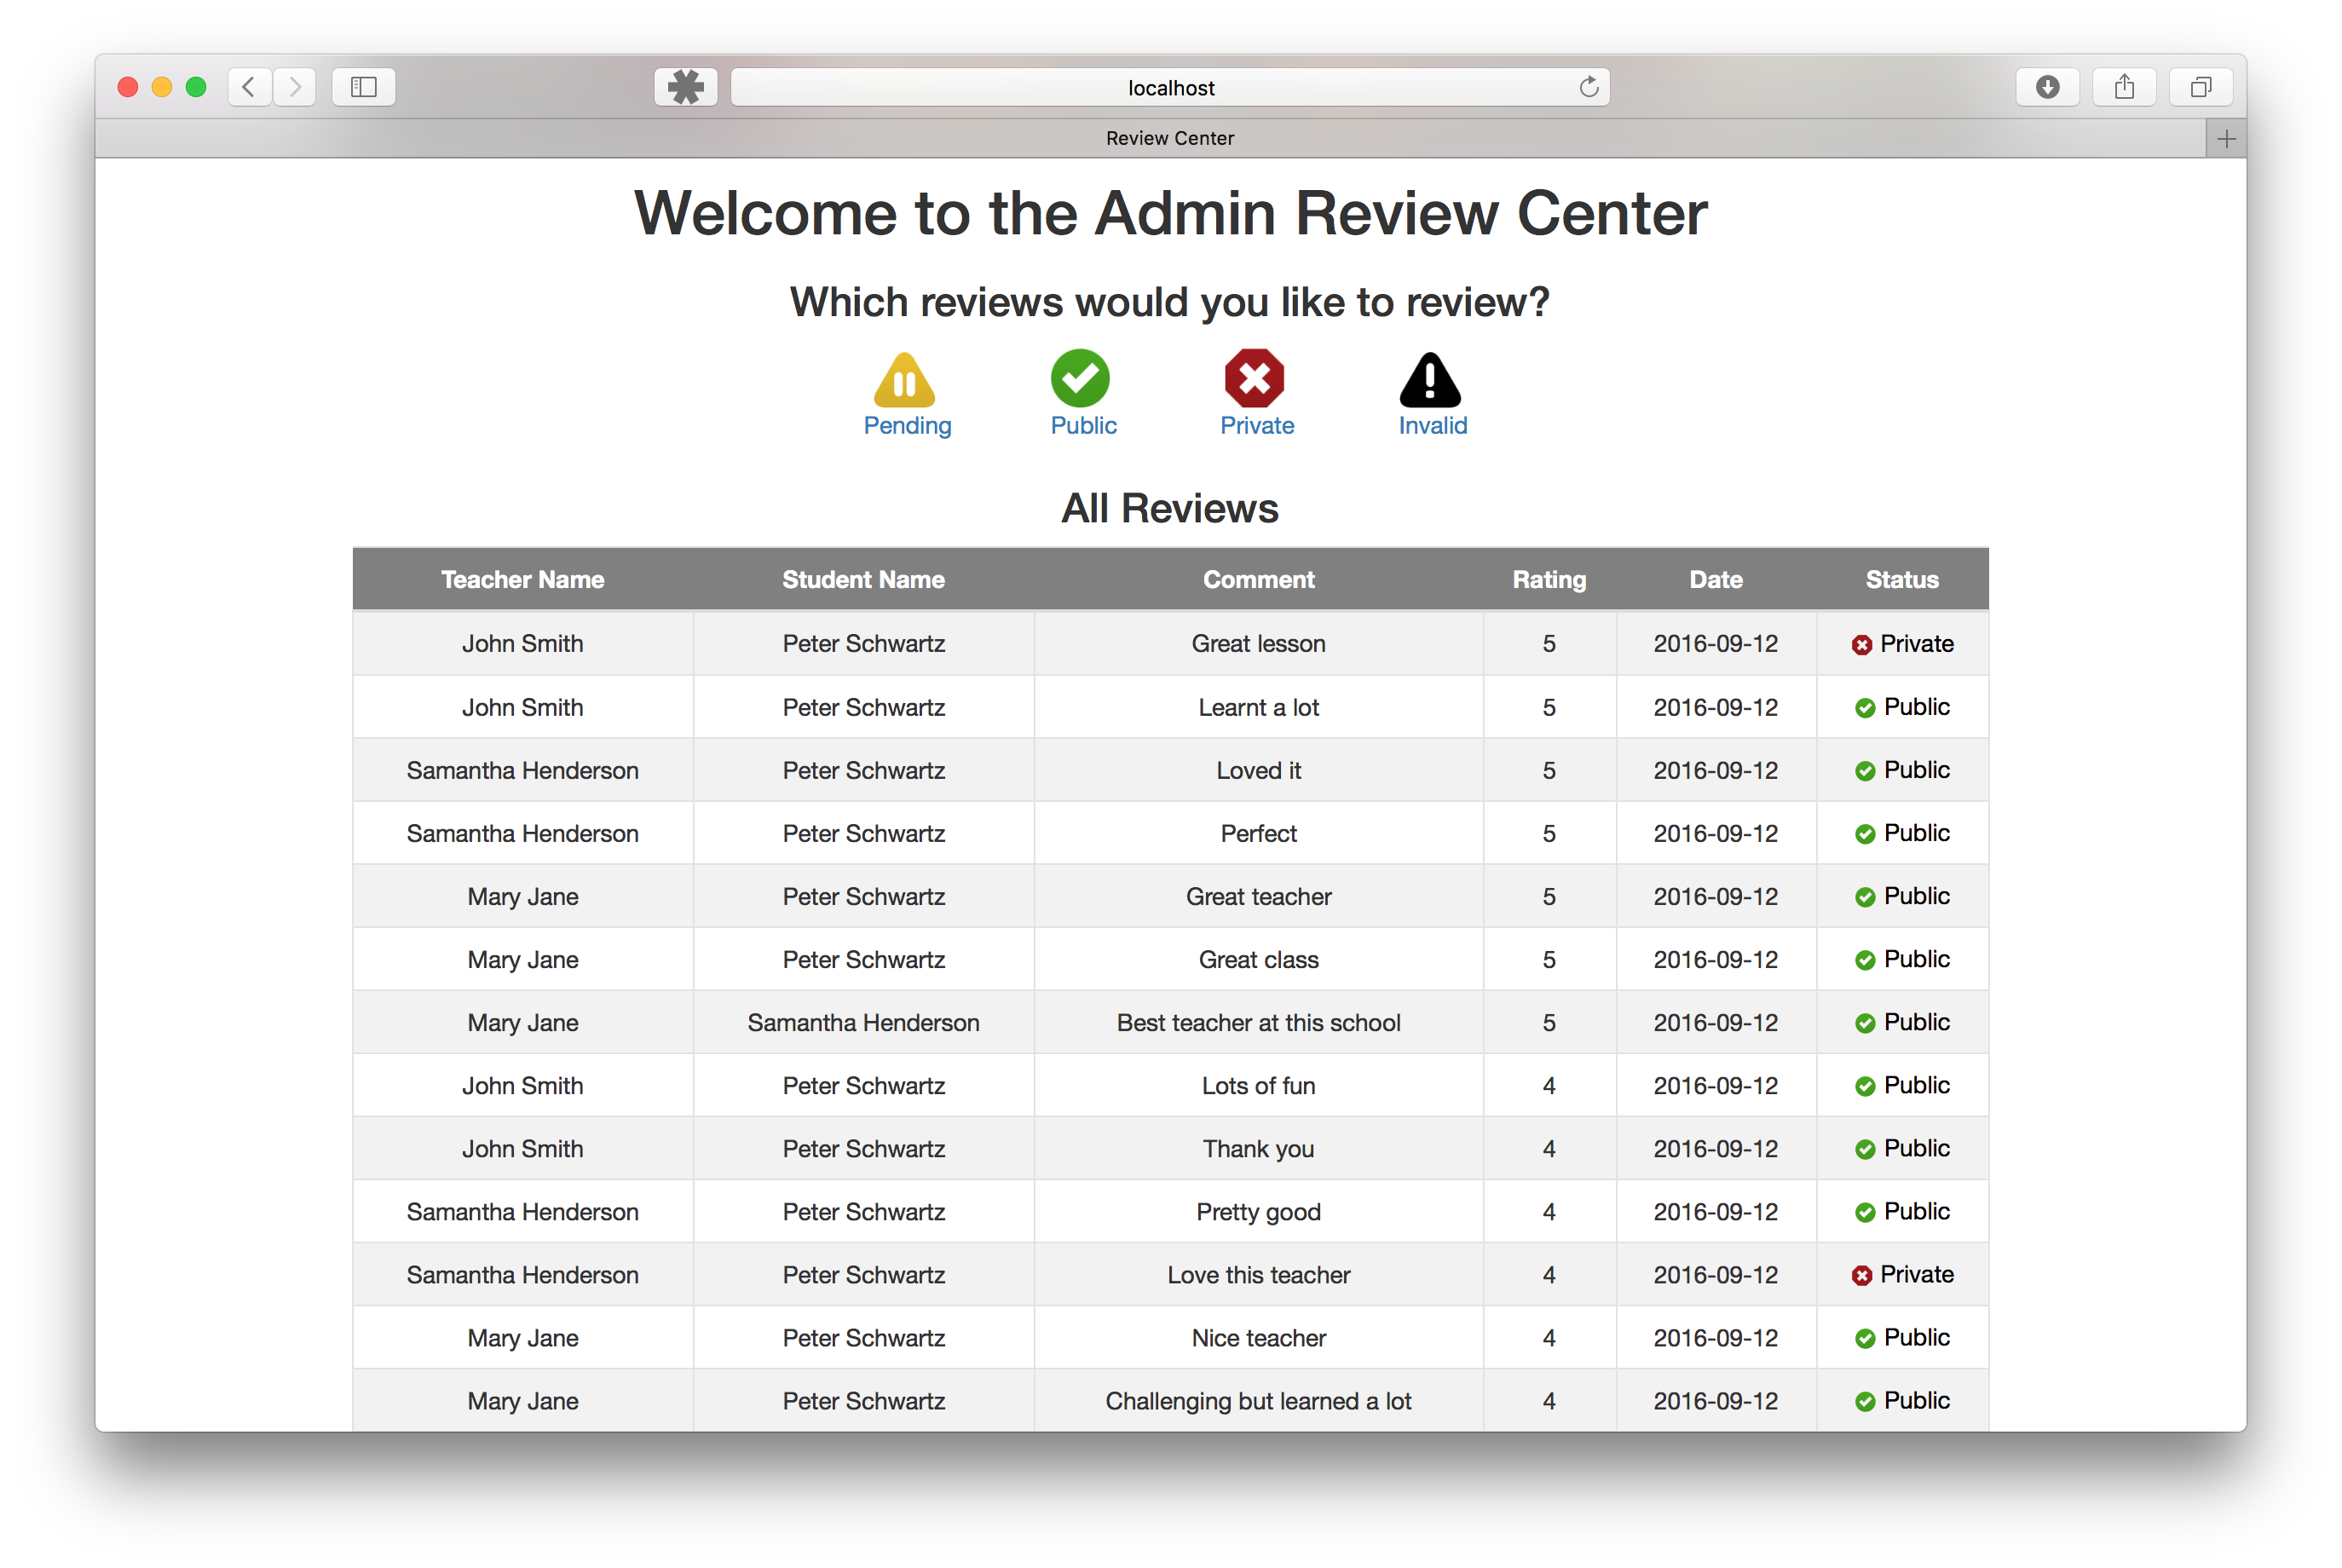 localhost
Review Center
Welcome to the Admin Review Center
Which reviews would you like to review?
Pending Public Private Invalid
All Reviews
Teacher Name Student Name Comment Rating Date Status
John Smith Peter Schwartz Great lesson 5 2016-09-12 Private
John Smith Peter Schwartz Learnt a lot 5 2016-09-12 Public
Samantha Henderson Peter Schwartz Loved it 5 2016-09-12 Public
Samantha Henderson Peter Schwartz Perfect 5 2016-09-12 Public
Mary Jane Peter Schwartz Great teacher 5 2016-09-12 Public
Mary Jane Peter Schwartz Great class 5 2016-09-12 Public
Mary Jane Samantha Henderson Best teacher at this school 5 2016-09-12 Public
John Smith Peter Schwartz Lots of fun 4 2016-09-12 Public
John Smith Peter Schwartz Thank you 4 2016-09-12 Public
Samantha Henderson Peter Schwartz Pretty good 4 2016-09-12 Public
Samantha Henderson Peter Schwartz Love this teacher 4 2016-09-12 Private
Mary Jane Peter Schwartz Nice teacher 4 2016-09-12 Public
Mary Jane Peter Schwartz Challenging but learned a lot 4 2016-09-12 Public